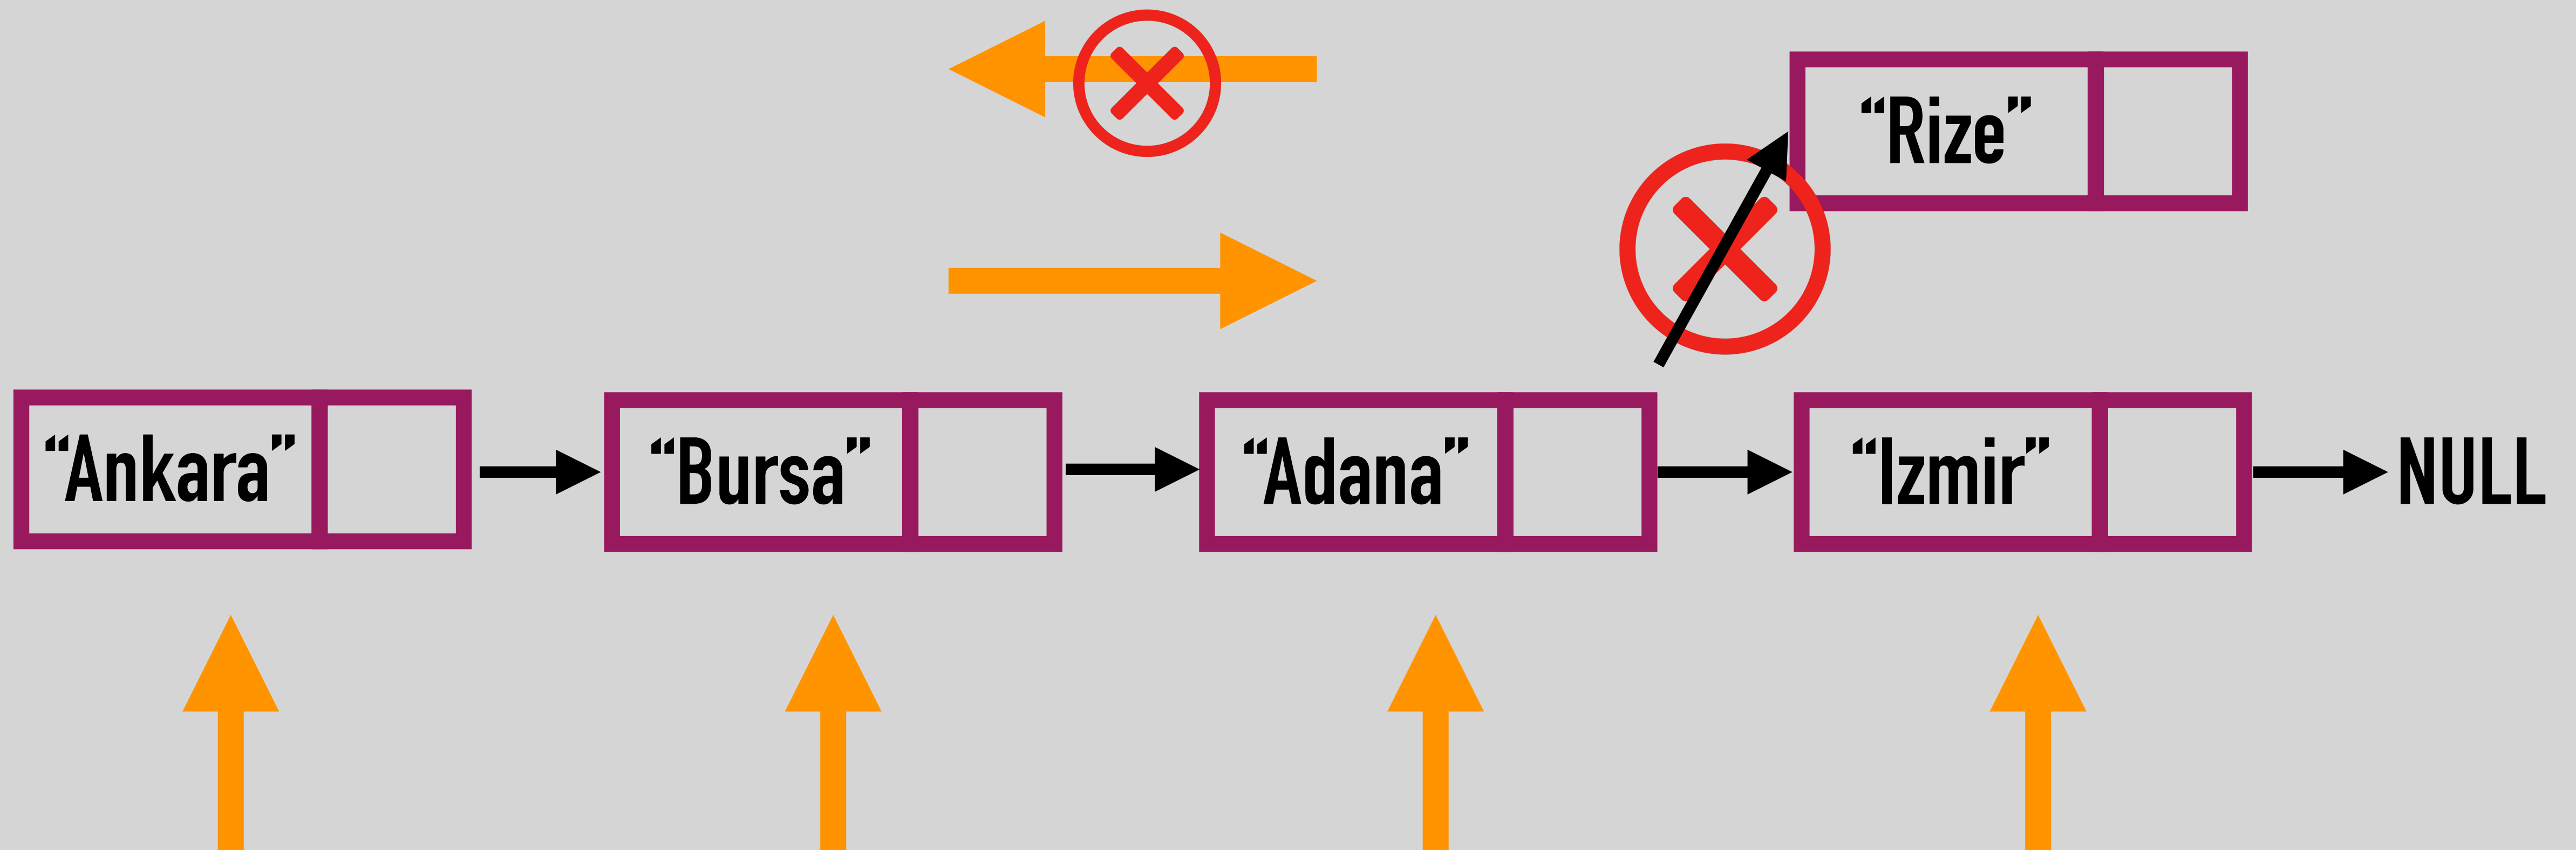 “Rize”
“Ankara”
“Bursa”
“Adana”
“Izmir”
NULL